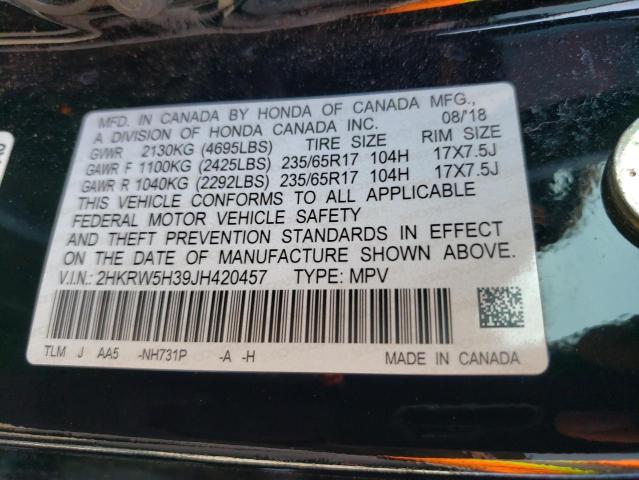 MFD. IN CANADA BY HONDA OF CANADA MFG.,
A DIVISION OF HONDA CANADA INC. 08/'18
GVWR 2130KG (4695LBS) TIRE SIZE RIM SIZE
GAWR F 1100KG (2425LBS) 235/65R17 104H 17X7.5J
GAWR R 1040KG (2292LBS) 235/65R17 104H 17X7.5J
THIS VEHICLE CONFORMS TO ALL APPLICABLE
FEDERAL MOTOR VEHICLE SAFETY
AND THEFT PREVENTION STANDARDS IN EFFECT
ON THE DATE OF MANUFACTURE SHOWN ABOVE.
V.I.N.: 2HKRW5H39JH420457 TYPE: MPV
TLM J AA5 -NH731P -A -H MADE IN CANADA